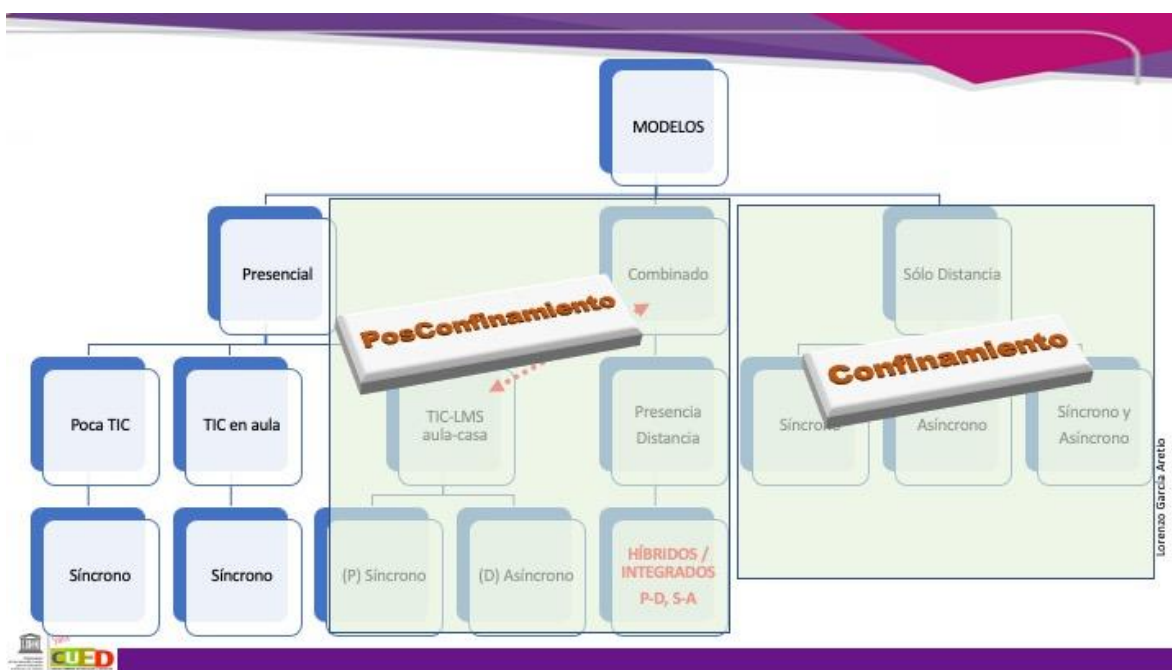 MODELOS
Presencial
Combinado
Sólo Distancia
PosConfinamiento
Confinamiento
Poca TIC
TIC en aula
TIC-LMS
aula-casa
Presencia
Distancia
Síncrono
Asíncrono
Síncrono y
Asíncrono
Síncrono
Síncrono
(P) Síncrono
(D) Asíncrono
HÍBRIDOS /
INTEGRADOS
P-D, S-A
Lorenzo García Aretio
CUED